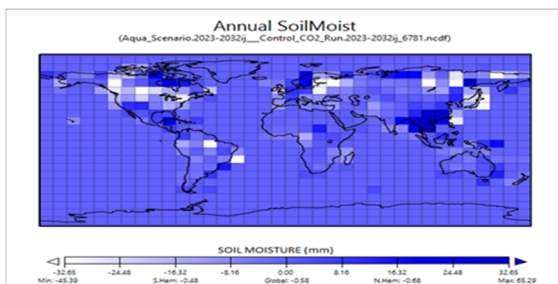 Annual SoilMoist
(Aqua_Scenario.2023-2032ij__Control_CO2_Run.2023-2032ij_6781.ncdf)
SOIL MOISTURE (mm)
-32.65 -24.48 -16.32 -8.16 0.00 8.16 16.32 24.48 32.65
Min: -45.39 S.Hem: -0.48 Global: -0.58 N.Hem: -0.68 Max: 65.29